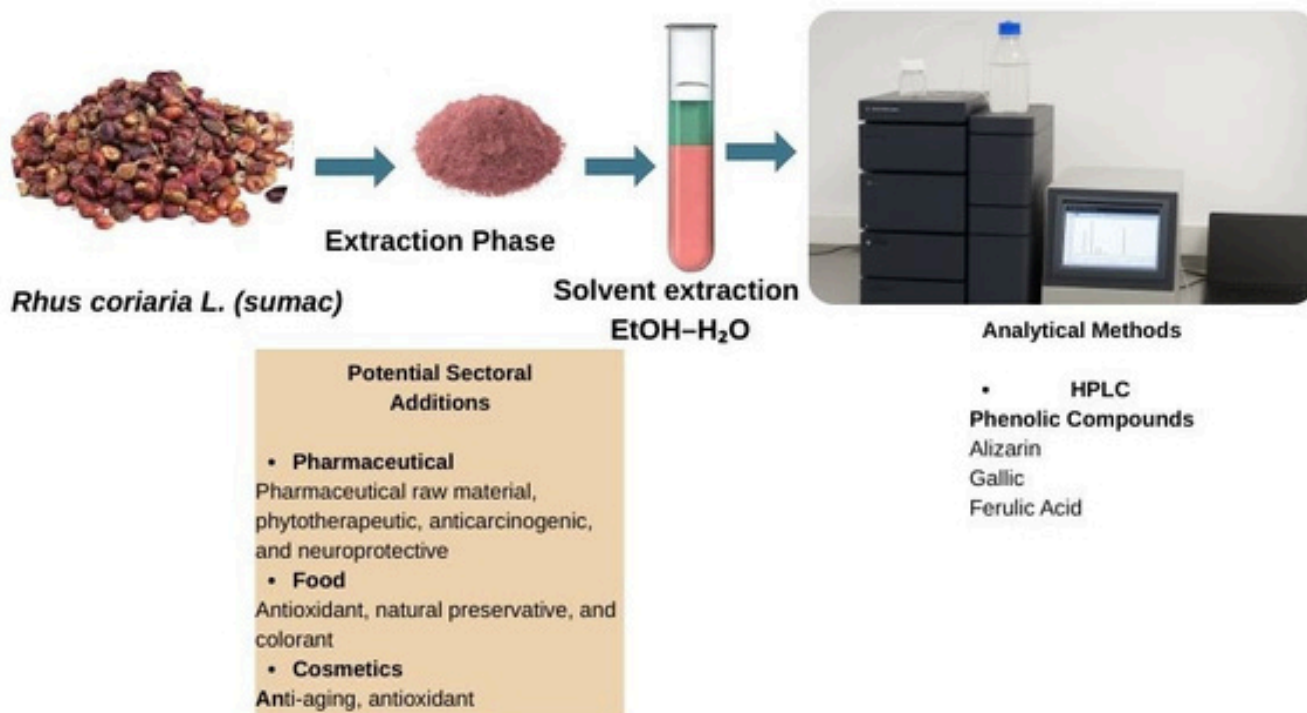 Extraction Phase
Rhus coriaria L. (sumac)
Solvent extraction
EtOH–H₂O
Analytical Methods
• HPLC
Phenolic Compounds
Alizarin
Gallic
Ferulic Acid
Potential Sectoral
Additions
• Pharmaceutical
Pharmaceutical raw material,
phytotherapeutic, anticarcinogenic,
and neuroprotective
• Food
Antioxidant, natural preservative, and
colorant
• Cosmetics
Anti-aging, antioxidant